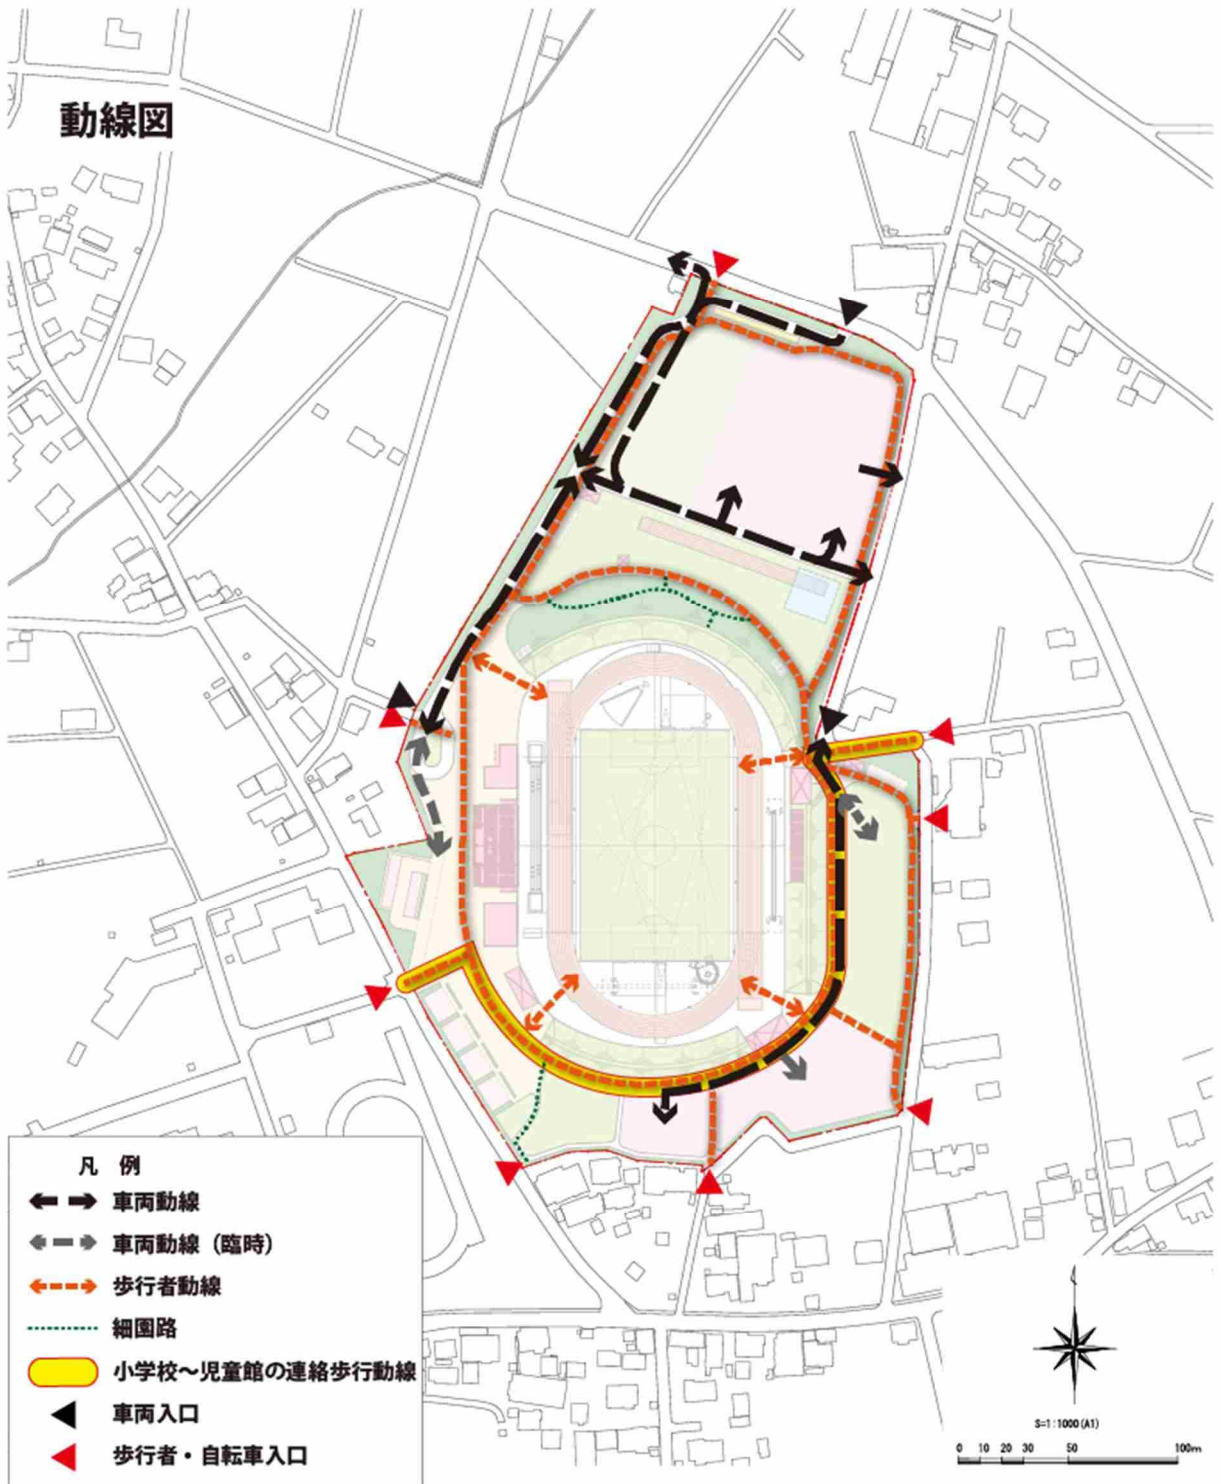 動線図
凡 例
車両動線
車両動線（臨時）
歩行者動線
細園路
小学校～児童館の連絡歩行動線
車両入口
歩行者・自転車入口
S=1:1000(A1)
0 10 20 30 50 100m